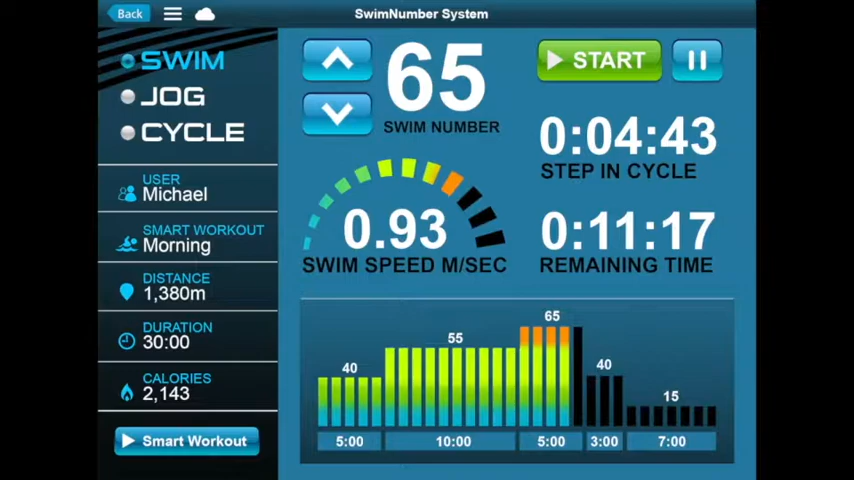 Back
SwimNumber System
SWIM
JOG
CYCLE
USER
Michael
SMART WORKOUT
Morning
DISTANCE
1,380m
DURATION
30:00
CALORIES
2,143
Smart Workout
65
SWIM NUMBER
START
0:04:43
STEP IN CYCLE
0.93
SWIM SPEED M/SEC
0:11:17
REMAINING TIME
40
55
65
40
15
5:00
10:00
5:00
3:00
7:00